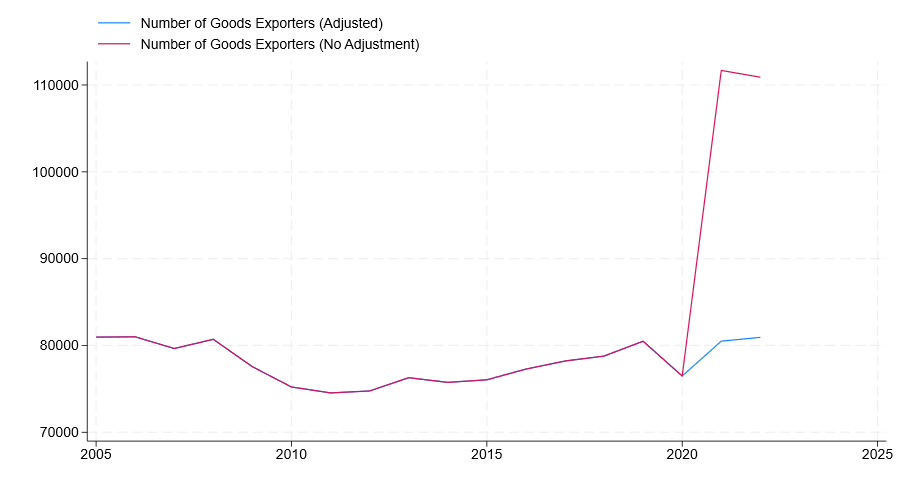 Number of Goods Exporters (Adjusted)
Number of Goods Exporters (No Adjustment)
110000
100000
90000
80000
70000
2005 2010 2015 2020 2025